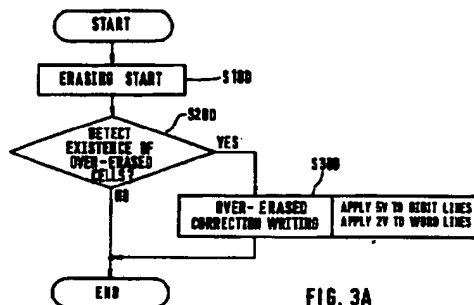 START
ERASING START
S100
S200
DETECT
EXISTENCE OF
OVER-ERASED
CELLS?
YES
NO
S300
OVER-ERASED
CORRECTION WRITING
APPLY 5V TO DIGIT LINES
APPLY 2V TO WORD LINES
END
FIG. 3A